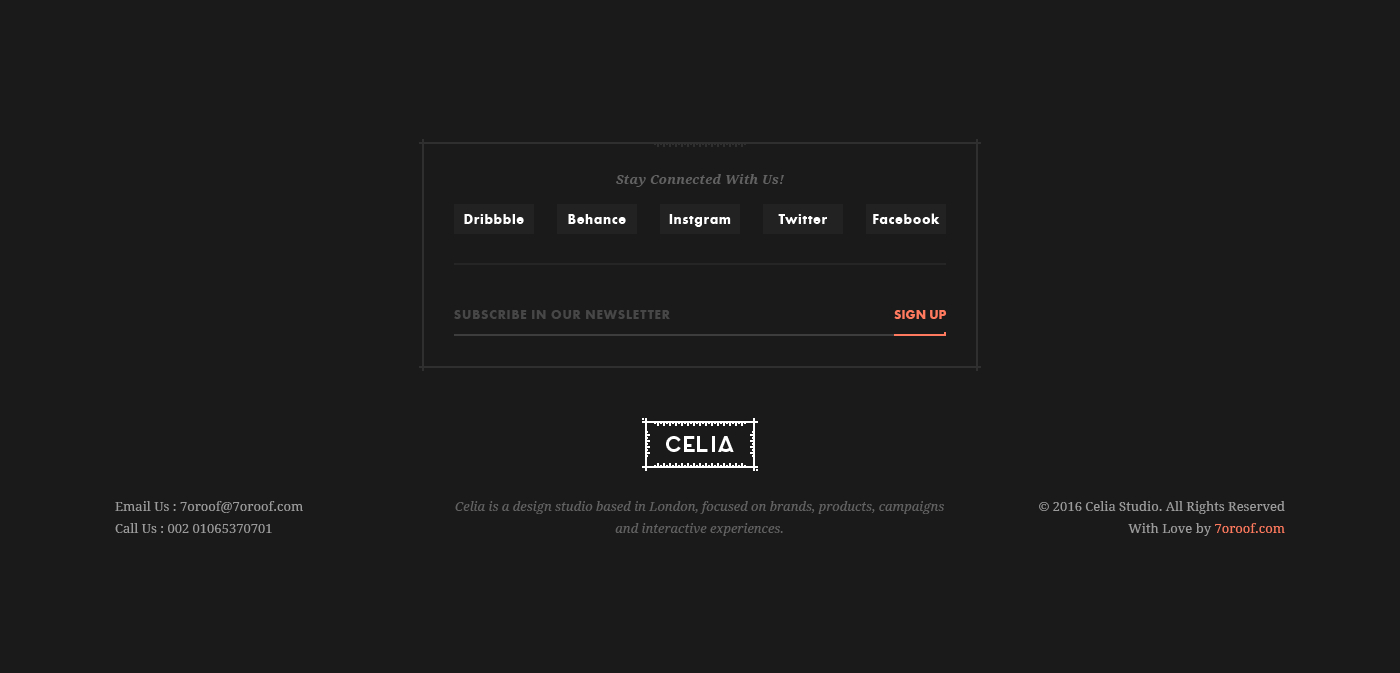 Stay Connected With Us!
Dribbble Behance Instgram Twitter Facebook
SUBSCRIBE IN OUR NEWSLETTER SIGN UP
CELIA
Email Us : 7oroof@7oroof.com
Call Us : 002 01065370701
Celia is a design studio based in London, focused on brands, products, campaigns
and interactive experiences.
© 2016 Celia Studio. All Rights Reserved
With Love by 7oroof.com